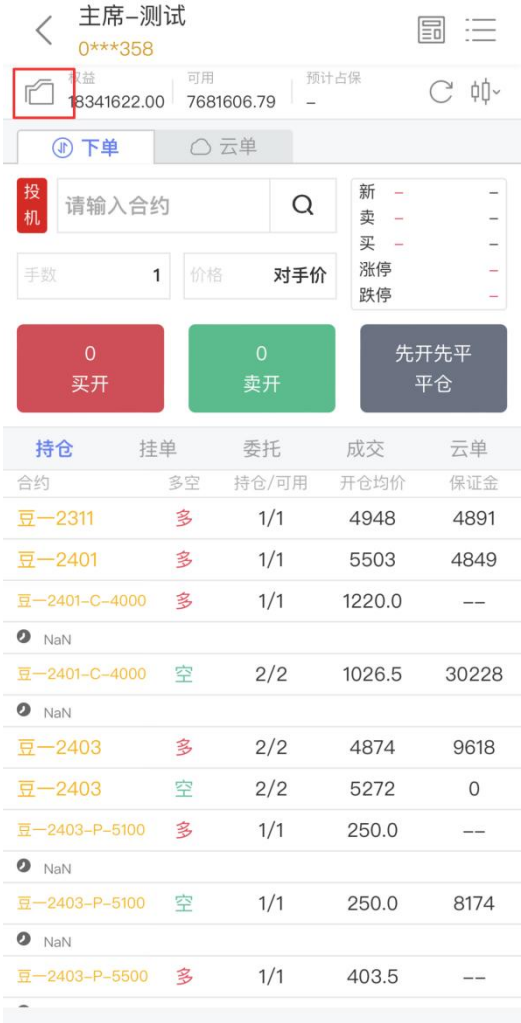 主席-测试
0***358
权益 可用 预计占保
18341622.00 7681606.79 -
下单 云单
投机 请输入合约
新 - -
卖 - -
买 - -
涨停 -
跌停 -
手数 1 价格 对手价
0 0 先开先平
买开 卖开 平仓
持仓 挂单 委托 成交 云单
合约 多空 持仓/可用 开仓均价 保证金
豆一2311 多 1/1 4948 4891
豆一2401 多 1/1 5503 4849
豆一2401-C-4000 多 1/1 1220.0 --
NaN
豆一2401-C-4000 空 2/2 1026.5 30228
NaN
豆一2403 多 2/2 4874 9618
豆一2403 空 2/2 5272 0
豆一2403-P-5100 多 1/1 250.0 --
NaN
豆一2403-P-5100 空 1/1 250.0 8174
NaN
豆一2403-P-5500 多 1/1 403.5 --